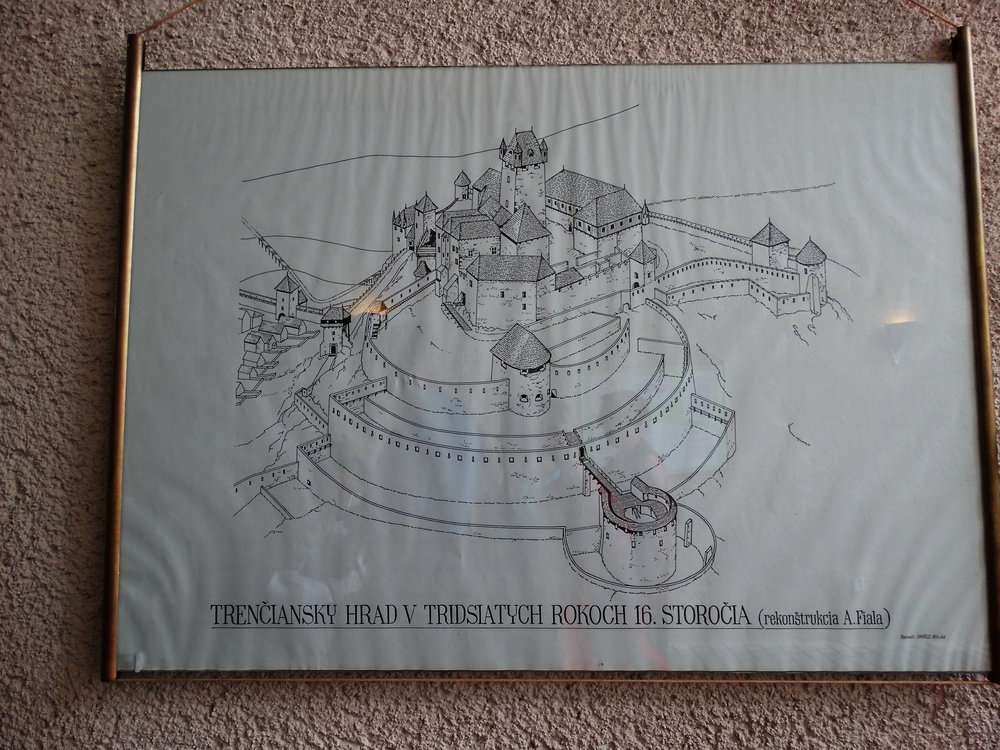 TRENČIANSKY HRAD V TRIDSIATYCH ROKOCH 16. STOROČIA (rekonštrukcia A.Fiala)